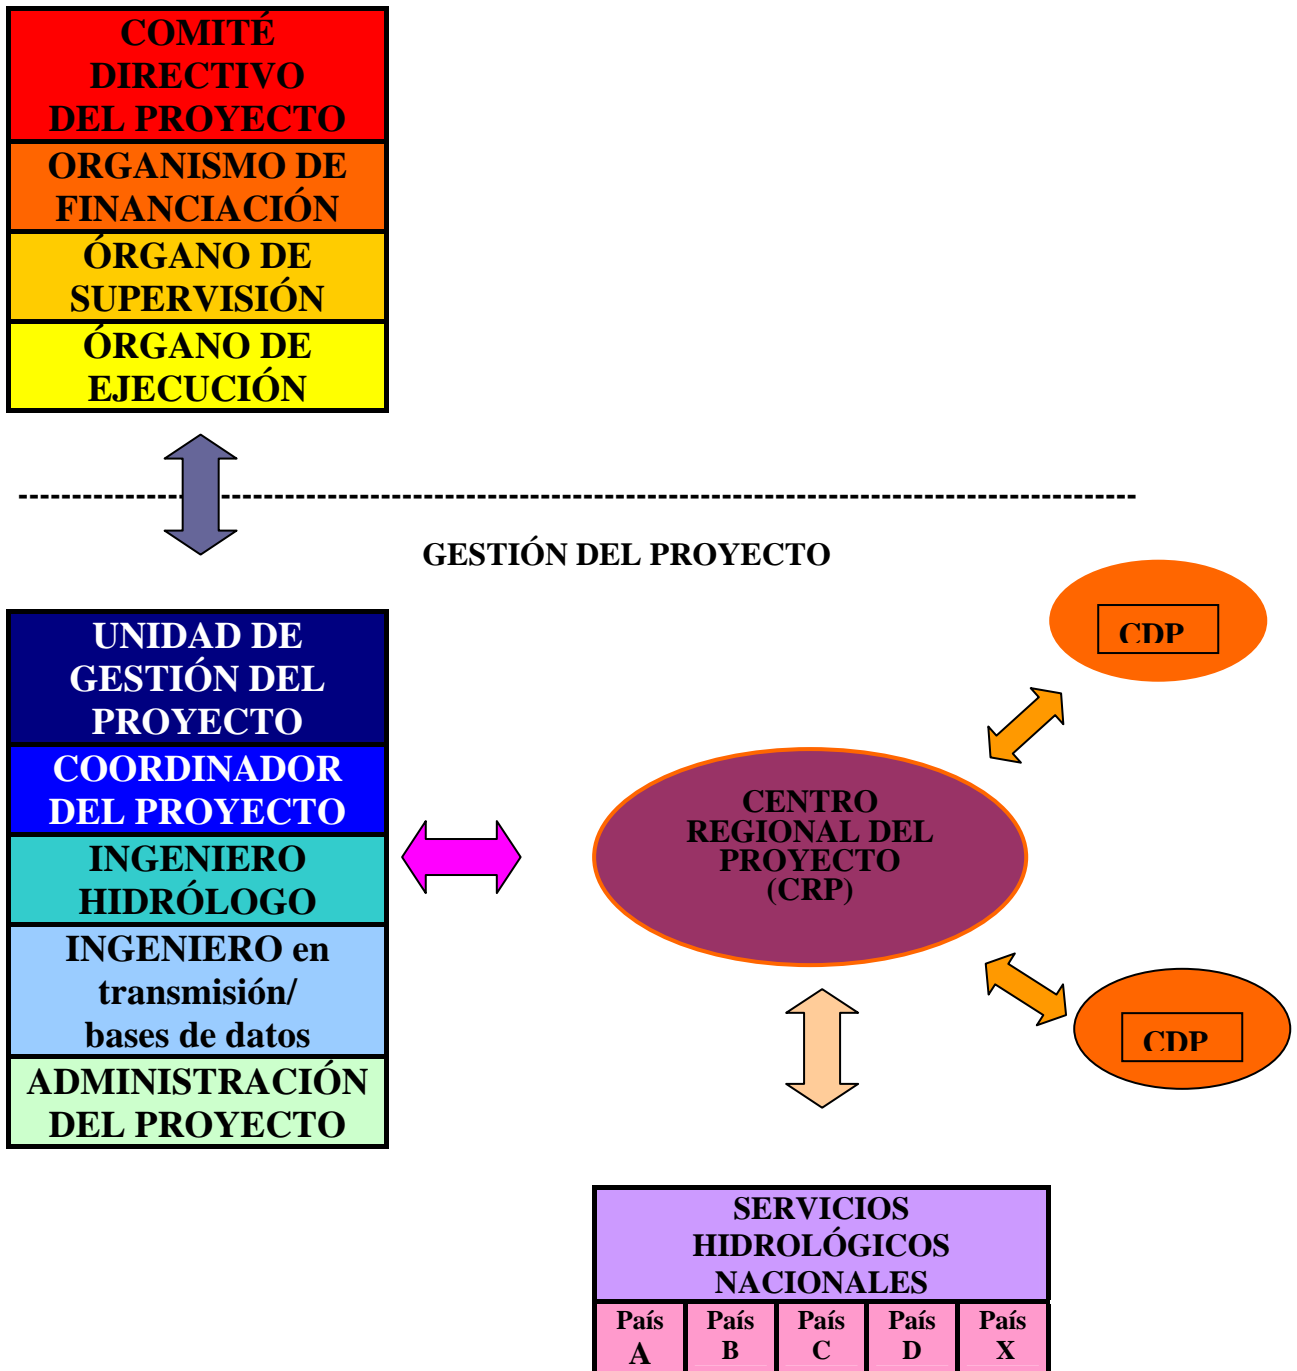 COMITÉ
DIRECTIVO
DEL PROYECTO
ORGANISMO DE
FINANCIACIÓN
ÓRGANO DE
SUPERVISIÓN
ÓRGANO DE
EJECUCIÓN
GESTIÓN DEL PROYECTO
UNIDAD DE
GESTIÓN DEL
PROYECTO
COORDINADOR
DEL PROYECTO
INGENIERO
HIDRÓLOGO
INGENIERO en
transmisión/
bases de datos
ADMINISTRACIÓN
DEL PROYECTO
CDP
CENTRO
REGIONAL DEL
PROYECTO
(CRP)
CDP
SERVICIOS
HIDROLÓGICOS
NACIONALES
País A
País B
País C
País D
País X